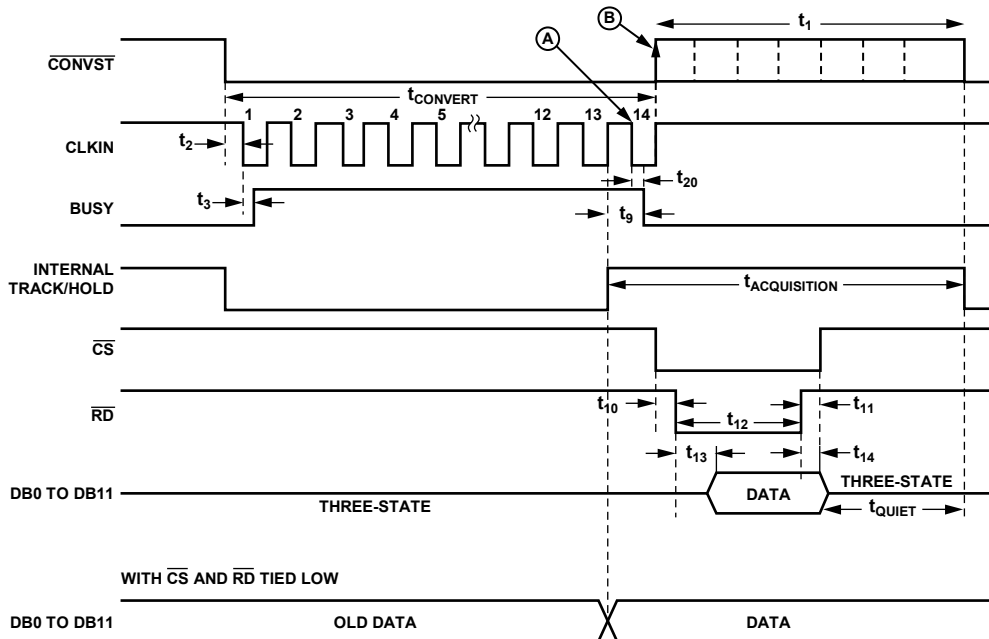 B
t1
A
CONVST
tCONVERT
1 2 3 4 5 12 13 14
CLKIN
t2
t20
t3
BUSY
t9
INTERNAL
TRACK/HOLD
tACQUISITION
CS
RD
t10
t12
t11
t13
t14
DB0 TO DB11
THREE-STATE
DATA
THREE-STATE
tQUIET
WITH CS AND RD TIED LOW
DB0 TO DB11
OLD DATA
DATA